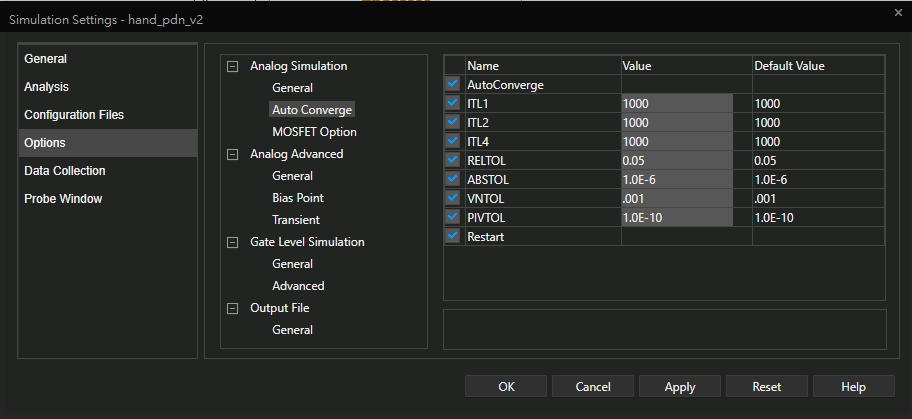 Simulation Settings - hand_pdn_v2
General
Analysis
Configuration Files
Options
Data Collection
Probe Window
Analog Simulation
General
Auto Converge
MOSFET Option
Analog Advanced
General
Bias Point
Transient
Gate Level Simulation
General
Advanced
Output File
General
Name Value Default Value
AutoConverge
ITL1 1000 1000
ITL2 1000 1000
ITL4 1000 1000
RELTOL 0.05 0.05
ABSTOL 1.0E-6 1.0E-6
VNTOL .001 .001
PIVTOL 1.0E-10 1.0E-10
Restart
OK Cancel Apply Reset Help